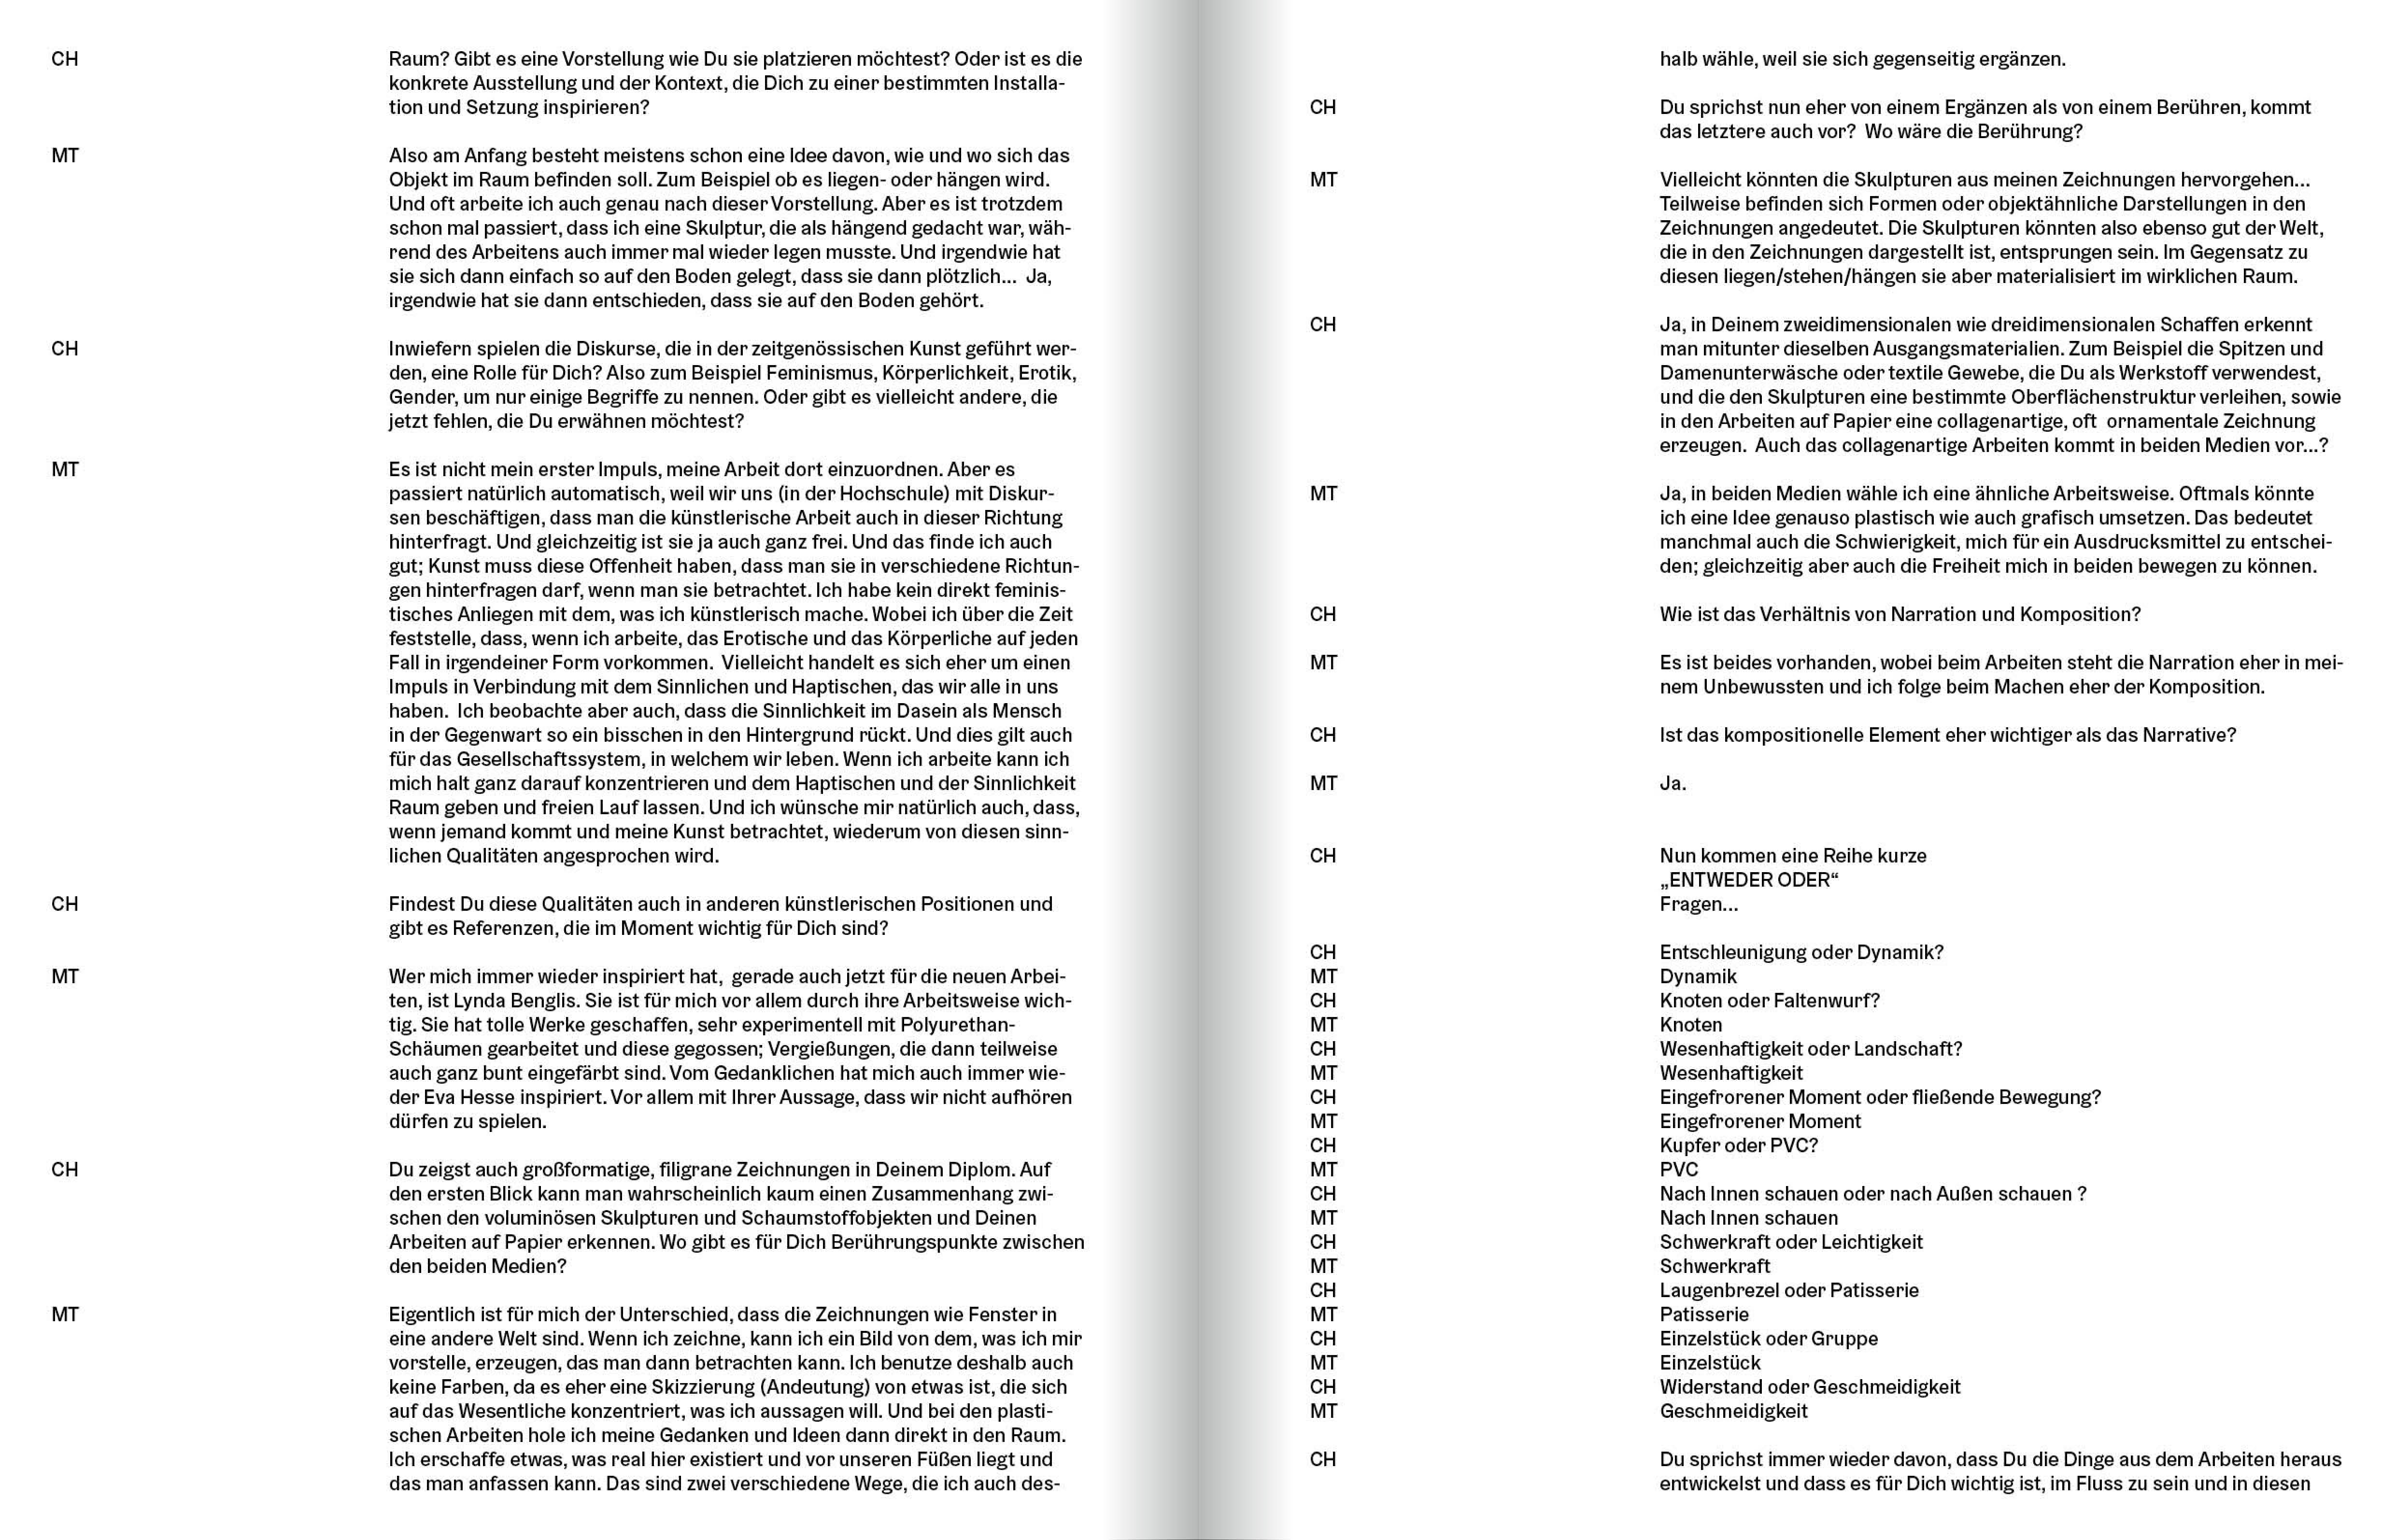 CH Raum? Gibt es eine Vorstellung wie Du sie platzieren möchtest? Oder ist es die
konkrete Ausstellung und der Kontext, die Dich zu einer bestimmten Installa-
tion und Setzung inspirieren?
MT Also am Anfang besteht meistens schon eine Idee davon, wie und wo sich das
Objekt im Raum befinden soll. Zum Beispiel ob es liegen- oder hängen wird.
Und oft arbeite ich auch genau nach dieser Vorstellung. Aber es ist trotzdem
schon mal passiert, dass ich eine Skulptur, die als hängend gedacht war, wäh-
rend des Arbeitens auch immer mal wieder legen musste. Und irgendwie hat
sie sich dann einfach so auf den Boden gelegt, dass sie dann plötzlich... Ja,
irgendwie hat sie dann entschieden, dass sie auf den Boden gehört.
CH Inwiefern spielen die Diskurse, die in der zeitgenössischen Kunst geführt wer-
den, eine Rolle für Dich? Also zum Beispiel Feminismus, Körperlichkeit, Erotik,
Gender, um nur einige Begriffe zu nennen. Oder gibt es vielleicht andere, die
jetzt fehlen, die Du erwähnen möchtest?
MT Es ist nicht mein erster Impuls, meine Arbeit dort einzuordnen. Aber es
passiert natürlich automatisch, weil wir uns (in der Hochschule) mit Diskur-
sen beschäftigen, dass man die künstlerische Arbeit auch in dieser Richtung
hinterfragt. Und gleichzeitig ist sie ja auch ganz frei. Und das finde ich auch
gut; Kunst muss diese Offenheit haben, dass man sie in verschiedene Richtun-
gen hinterfragen darf, wenn man sie betrachtet. Ich habe kein direkt feminis-
tisches Anliegen mit dem, was ich künstlerisch mache. Wobei ich über die Zeit
feststelle, dass, wenn ich arbeite, das Erotische und das Körperliche auf jeden
Fall in irgendeiner Form vorkommen. Vielleicht handelt es sich eher um einen
Impuls in Verbindung mit dem Sinnlichen und Haptischen, das wir alle in uns
haben. Ich beobachte aber auch, dass die Sinnlichkeit im Dasein als Mensch
in der Gegenwart so ein bisschen in den Hintergrund rückt. Und dies gilt auch
für das Gesellschaftssystem, in welchem wir leben. Wenn ich arbeite kann ich
mich halt ganz darauf konzentrieren und dem Haptischen und der Sinnlichkeit
Raum geben und freien Lauf lassen. Und ich wünsche mir natürlich auch, dass,
wenn jemand kommt und meine Kunst betrachtet, wiederum von diesen sinn-
lichen Qualitäten angesprochen wird.
CH Findest Du diese Qualitäten auch in anderen künstlerischen Positionen und
gibt es Referenzen, die im Moment wichtig für Dich sind?
MT Wer mich immer wieder inspiriert hat, gerade auch jetzt für die neuen Arbei-
ten, ist Lynda Benglis. Sie ist für mich vor allem durch ihre Arbeitsweise wich-
tig. Sie hat tolle Werke geschaffen, sehr experimentell mit Polyurethan-
Schäumen gearbeitet und diese gegossen; Vergießungen, die dann teilweise
auch ganz bunt eingefärbt sind. Vom Gedanklichen hat mich auch immer wie-
der Eva Hesse inspiriert. Vor allem mit Ihrer Aussage, dass wir nicht aufhören
dürfen zu spielen.
CH Du zeigst auch großformatige, filigrane Zeichnungen in Deinem Diplom. Auf
den ersten Blick kann man wahrscheinlich kaum einen Zusammenhang zwi-
schen den voluminösen Skulpturen und Schaumstoffobjekten und Deinen
Arbeiten auf Papier erkennen. Wo gibt es für Dich Berührungspunkte zwischen
den beiden Medien?
MT Eigentlich ist für mich der Unterschied, dass die Zeichnungen wie Fenster in
eine andere Welt sind. Wenn ich zeichne, kann ich ein Bild von dem, was ich mir
vorstelle, erzeugen, das man dann betrachten kann. Ich benutze deshalb auch
keine Farben, da es eher eine Skizzierung (Andeutung) von etwas ist, die sich
auf das Wesentliche konzentriert, was ich aussagen will. Und bei den plasti-
schen Arbeiten hole ich meine Gedanken und Ideen dann direkt in den Raum.
Ich erschaffe etwas, was real hier existiert und vor unseren Füßen liegt und
das man anfassen kann. Das sind zwei verschiedene Wege, die ich auch des-
halb wähle, weil sie sich gegenseitig ergänzen.
CH Du sprichst nun eher von einem Ergänzen als von einem Berühren, kommt
das letztere auch vor? Wo wäre die Berührung?
MT Vielleicht könnten die Skulpturen aus meinen Zeichnungen hervorgehen...
Teilweise befinden sich Formen oder objektähnliche Darstellungen in den
Zeichnungen angedeutet. Die Skulpturen könnten also ebenso gut der Welt,
die in den Zeichnungen dargestellt ist, entsprungen sein. Im Gegensatz zu
diesen liegen/stehen/hängen sie aber materialisiert im wirklichen Raum.
CH Ja, in Deinem zweidimensionalen wie dreidimensionalen Schaffen erkennt
man mitunter dieselben Ausgangsmaterialien. Zum Beispiel die Spitzen und
Damenunterwäsche oder textile Gewebe, die Du als Werkstoff verwendest,
und die den Skulpturen eine bestimmte Oberflächenstruktur verleihen, sowie
in den Arbeiten auf Papier eine collagenartige, oft ornamentale Zeichnung
erzeugen. Auch das collagenartige Arbeiten kommt in beiden Medien vor...?
MT Ja, in beiden Medien wähle ich eine ähnliche Arbeitsweise. Oftmals könnte
ich eine Idee genauso plastisch wie auch grafisch umsetzen. Das bedeutet
manchmal auch die Schwierigkeit, mich für ein Ausdrucksmittel zu entschei-
den; gleichzeitig aber auch die Freiheit mich in beiden bewegen zu können.
CH Wie ist das Verhältnis von Narration und Komposition?
MT Es ist beides vorhanden, wobei beim Arbeiten steht die Narration eher in mei-
nem Unbewussten und ich folge beim Machen eher der Komposition.
CH Ist das kompositionelle Element eher wichtiger als das Narrative?
MT Ja.
CH Nun kommen eine Reihe kurze
„ENTWEDER ODER“
Fragen...
CH Entschleunigung oder Dynamik?
MT Dynamik
CH Knoten oder Faltenwurf?
MT Knoten
CH Wesenhaftigkeit oder Landschaft?
MT Wesenhaftigkeit
CH Eingefrorener Moment oder fließende Bewegung?
MT Eingefrorener Moment
CH Kupfer oder PVC?
MT PVC
CH Nach Innen schauen oder nach Außen schauen ?
MT Nach Innen schauen
CH Schwerkraft oder Leichtigkeit
MT Schwerkraft
CH Laugenbrezel oder Patisserie
MT Patisserie
CH Einzelstück oder Gruppe
MT Einzelstück
CH Widerstand oder Geschmeidigkeit
MT Geschmeidigkeit
CH Du sprichst immer wieder davon, dass Du die Dinge aus dem Arbeiten heraus
entwickelst und dass es für Dich wichtig ist, im Fluss zu sein und in diesen